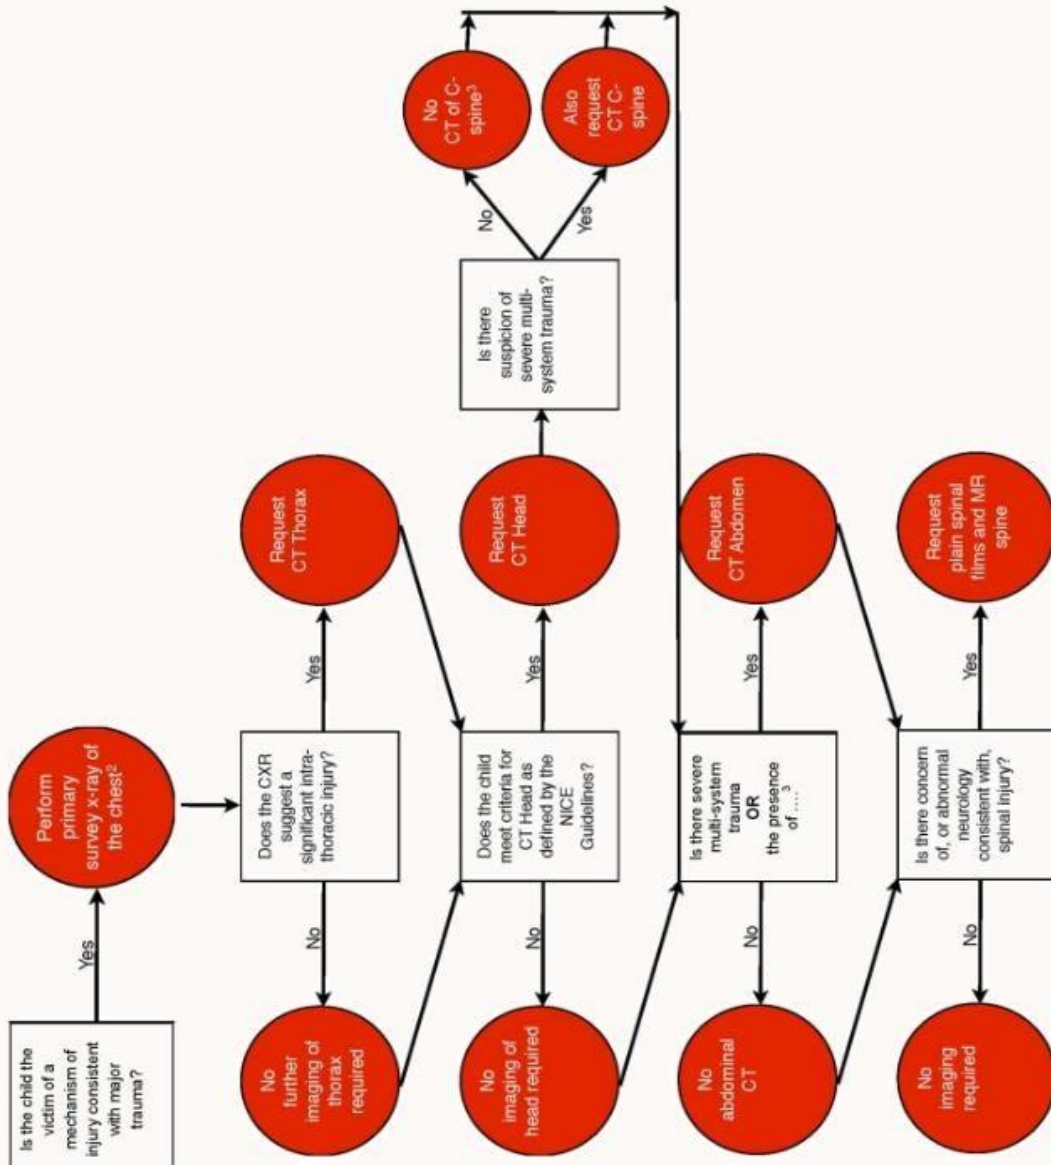 Is the child the
victim of a
mechanism of
injury consistent
with major
trauma?
Yes
Perform
primary
survey x-ray of
the chest²
Does the CXR
suggest a
significant intra-
thoracic injury?
No
No
further
imaging of
thorax
required
Yes
Request
CT Thorax
Does the child
meet criteria for
CT Head as
defined by the
NICE
Guidelines?
No
No
imaging of
head required
Yes
Request
CT Head
Is there
suspicion of
severe multi-
system trauma?
No
No
CT of C-
spine³
Yes
Also
request
CT C-
spine
Is there severe
multi-system
trauma
OR
the presence
of ....³
No
No
abdominal
CT
Yes
Request
CT Abdomen
Is there concern
of, or abnormal
neurology
consistent with,
spinal injury?
No
No
imaging
required
Yes
Request
plain spinal
films and MR
spine